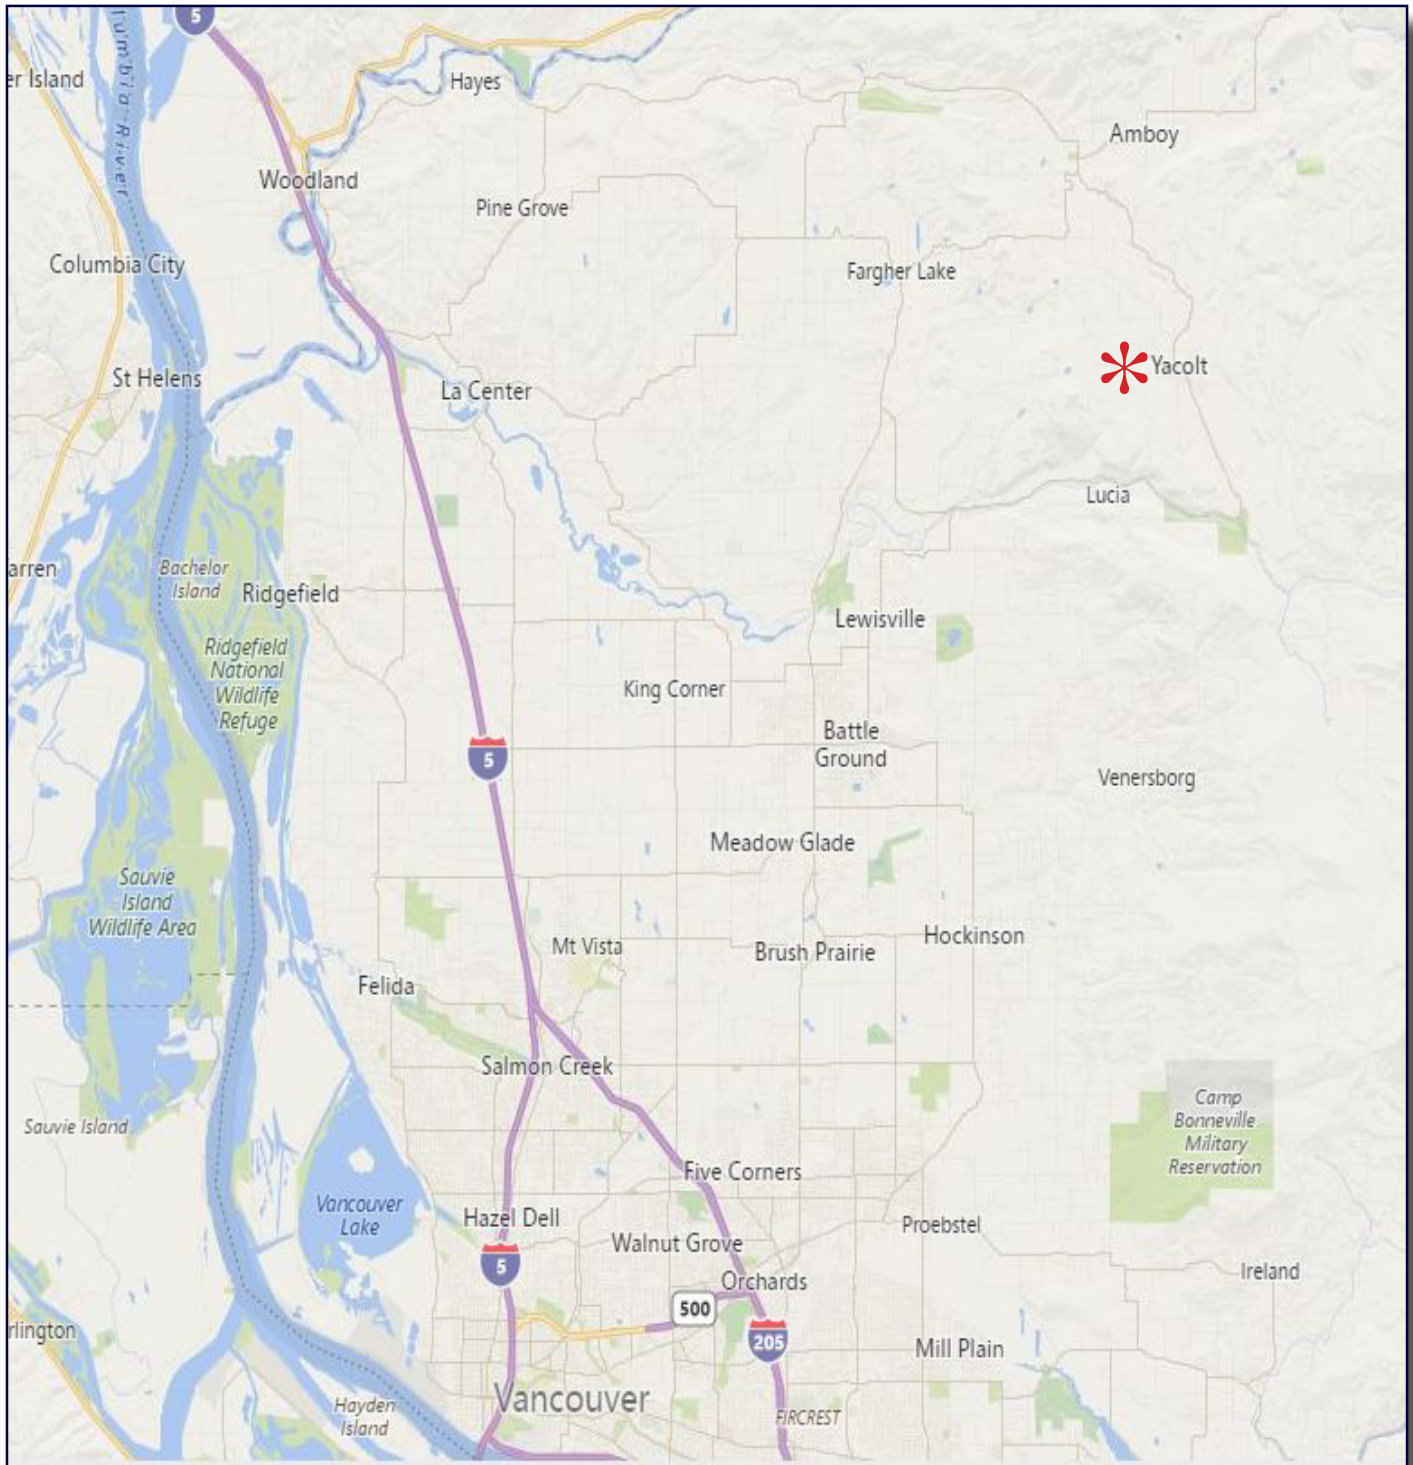 5
lumbia River
er Island
Hayes
Amboy
Woodland
Pine Grove
Columbia City
Fargher Lake
Yacolt
St Helens
La Center
Lucia
arren
Bachelor
Island
Ridgefield
Lewisville
Ridgefield
National
Wildlife
Refuge
King Corner
Battle
Ground
5
Venersborg
Meadow Glade
Sauvie
Island
Wildlife Area
Mt Vista
Brush Prairie
Hockinson
Felida
Salmon Creek
Camp
Bonneville
Military
Reservation
Sauvie Island
Five Corners
Vancouver
Lake
Hazel Dell
Walnut Grove
Proebstel
5
Orchards
Ireland
500
205
rlington
Mill Plain
Vancouver
Hayden
Island
FIRCREST